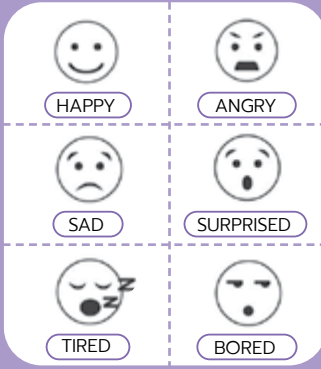 HAPPY
ANGRY
SAD
SURPRISED
Z
Z
TIRED
BORED